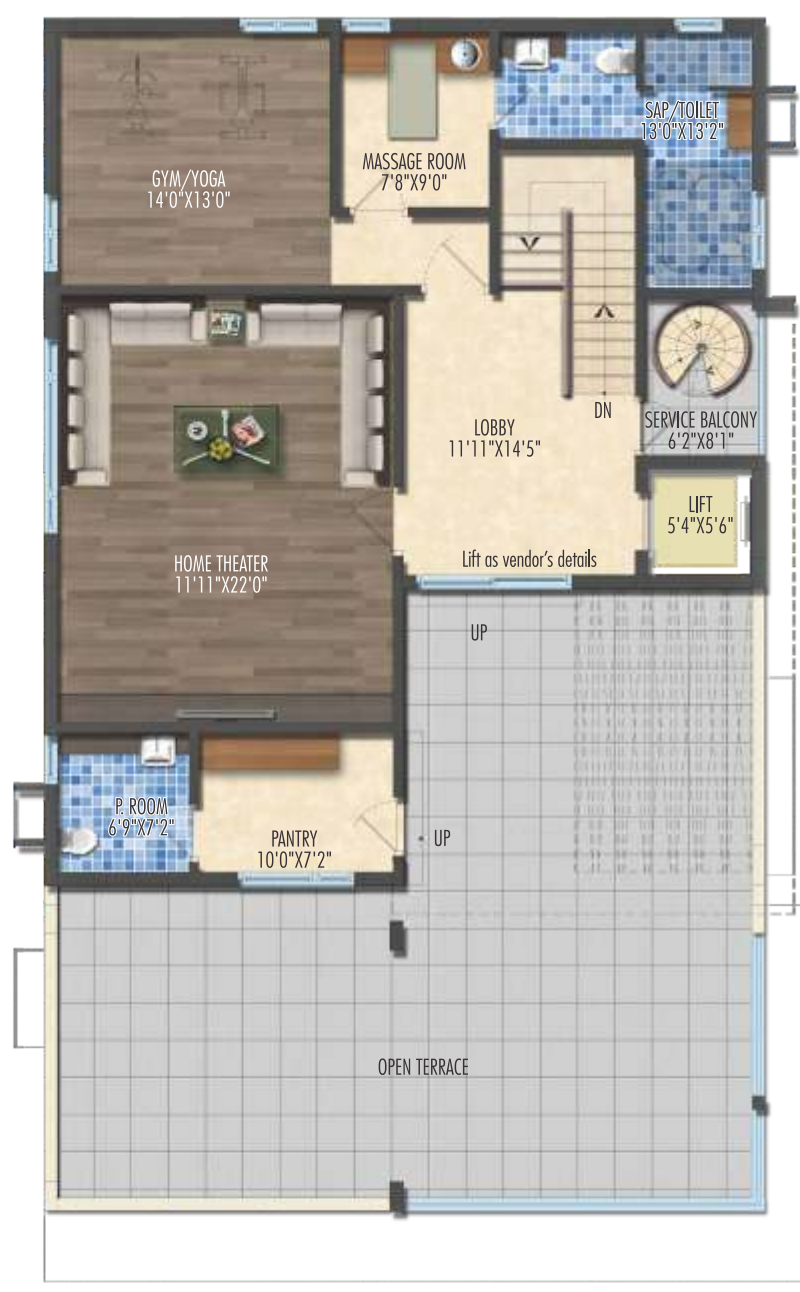 SAP/TOILET
13'0"X13'2"
MASSAGE ROOM
7'8"X9'0"
GYM/YOGA
14'0"X13'0"
DN
SERVICE BALCONY
6'2"X8'1"
LOBBY
11'11"X14'5"
LIFT
5'4"X5'6"
Lift as vendor's details
HOME THEATER
11'11"X22'0"
UP
P. ROOM
6'9"X7'2"
PANTRY
10'0"X7'2"
UP
OPEN TERRACE